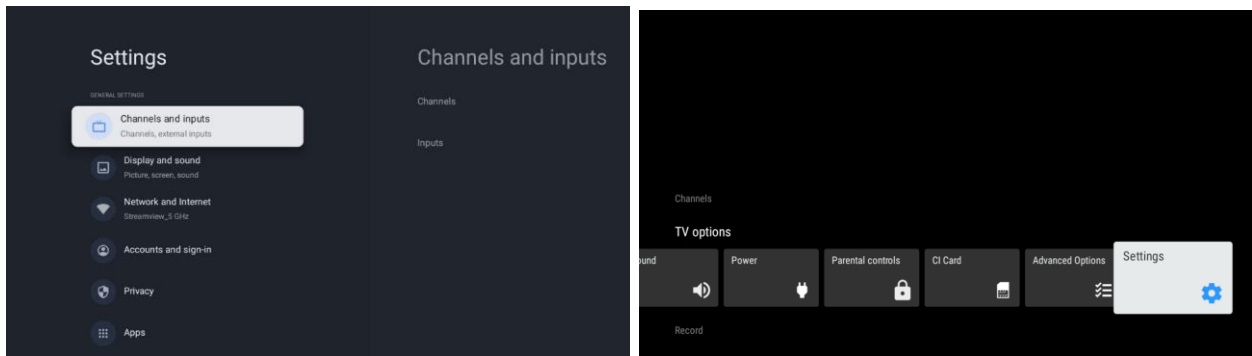 Settings
GENERAL SETTINGS
Channels and inputs
Channels, external inputs
Display and sound
Picture, screen, sound
Network and Internet
Streamview_5 GHz
Accounts and sign-in
Privacy
Apps
Channels and inputs
Channels
Inputs
Channels
TV options
ound
Power
Parental controls
CI Card
Advanced Options
Settings
Record